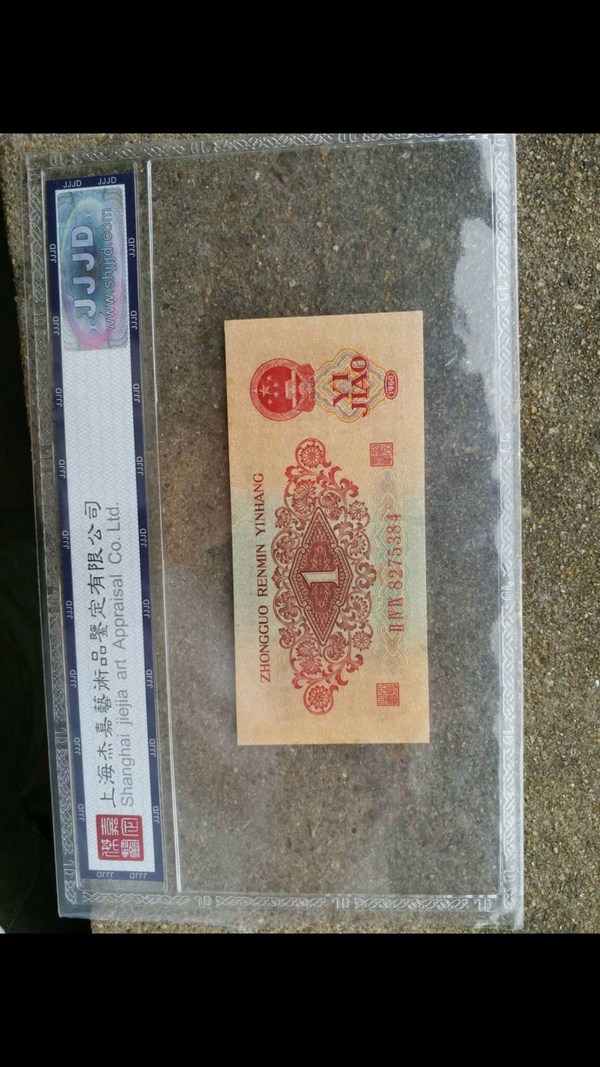 JJJD
www.shjjjd.com
上海杰嘉藝術品鑒定有限公司
Shanghai jiejia art Appraisal Co. Ltd.
ZHONGGUO RENMIN YINHANG
YI
JIAO
1960
1
8275384